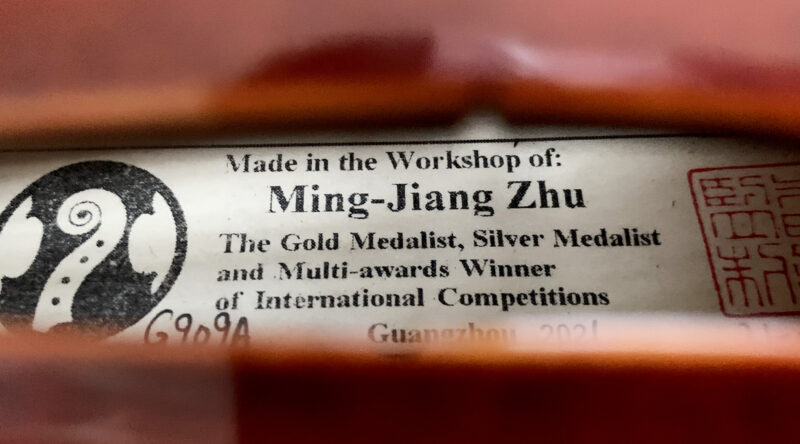 Made in the Workshop of:
Ming-Jiang Zhu
The Gold Medalist, Silver Medalist
and Multi-awards Winner
of International Competitions
G909A
Guangzhou 2021